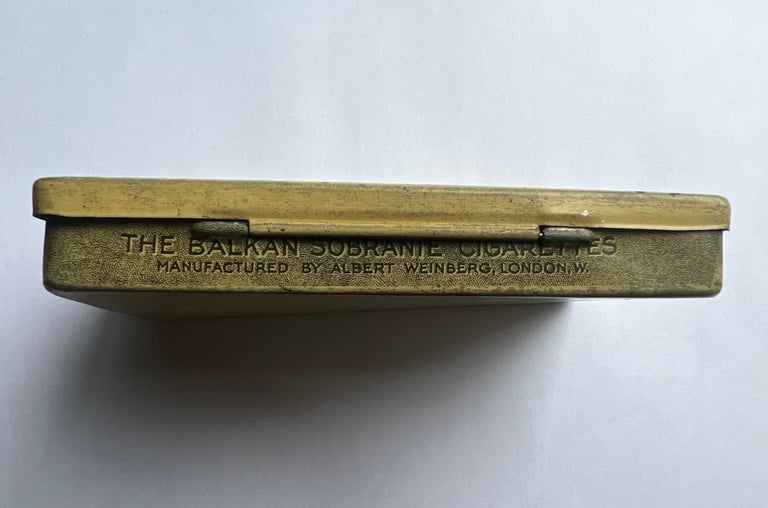 THE BALKAN SOBRANIE CIGARETTES
MANUFACTURED BY ALBERT WEINBERG, LONDON, W.